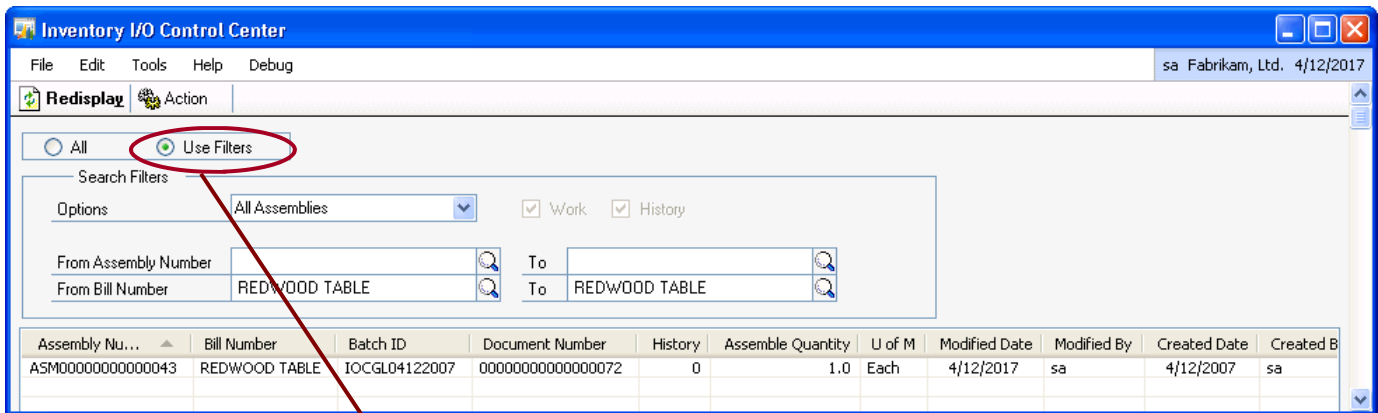 Inventory I/O Control Center
File Edit Tools Help Debug sa Fabrikam, Ltd. 4/12/2017
Redisplay Action
All Use Filters
Search Filters
Options All Assemblies Work History
From Assembly Number To
From Bill Number REDWOOD TABLE To REDWOOD TABLE
Assembly Nu... Bill Number Batch ID Document Number History Assemble Quantity U of M Modified Date Modified By Created Date Created B
ASM00000000000043 REDWOOD TABLE IOCGL04122007 00000000000000072 0 1.0 Each 4/12/2017 sa 4/12/2007 sa